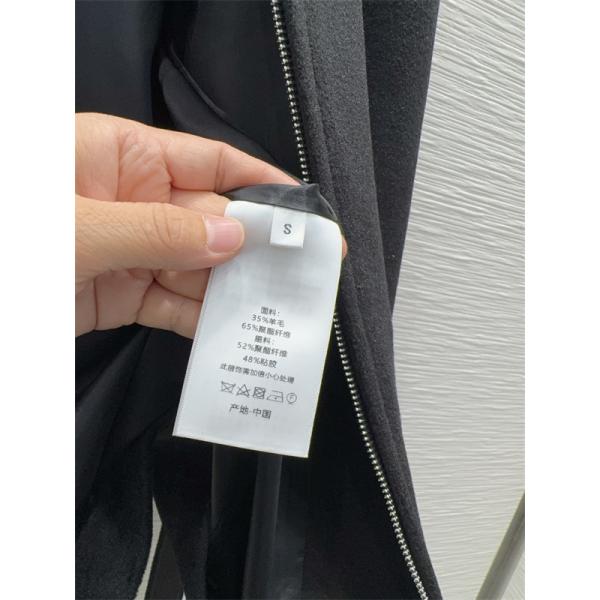 S
面料:
35%羊毛
65%聚酯纤维
里料:
52%聚酯纤维
48%粘胶
此服饰需加倍小心处理
产地·中国